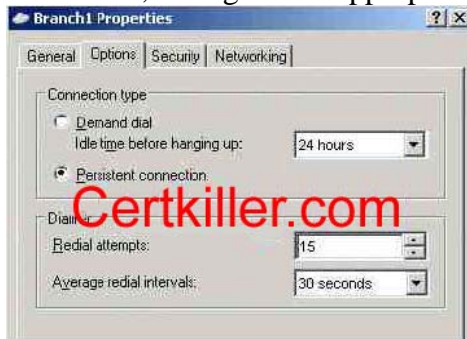 Branch1 Properties
General Options Security Networking
Connection type
Demand dial
Idle time before hanging up: 24 hours
Persistent connection
Certkiller.com
Redial attempts: 15
Average redial intervals: 30 seconds